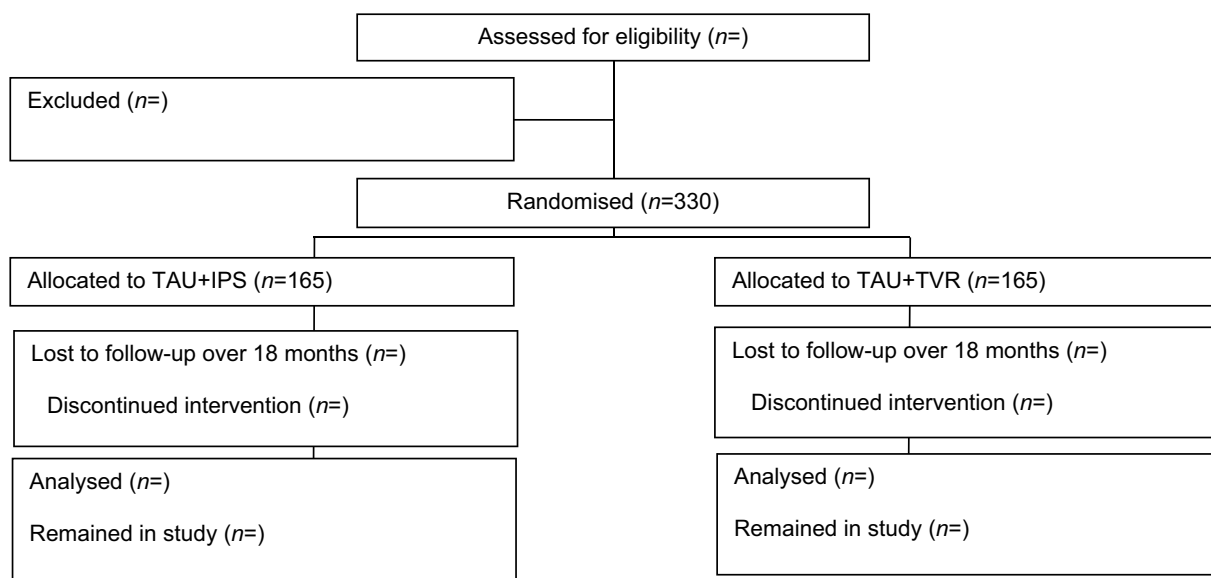 Assessed for eligibility (n=)
Excluded (n=)
Randomised (n=330)
Allocated to TAU+IPS (n=165)
Allocated to TAU+TVR (n=165)
Lost to follow-up over 18 months (n=)
Discontinued intervention (n=)
Lost to follow-up over 18 months (n=)
Discontinued intervention (n=)
Analysed (n=)
Remained in study (n=)
Analysed (n=)
Remained in study (n=)